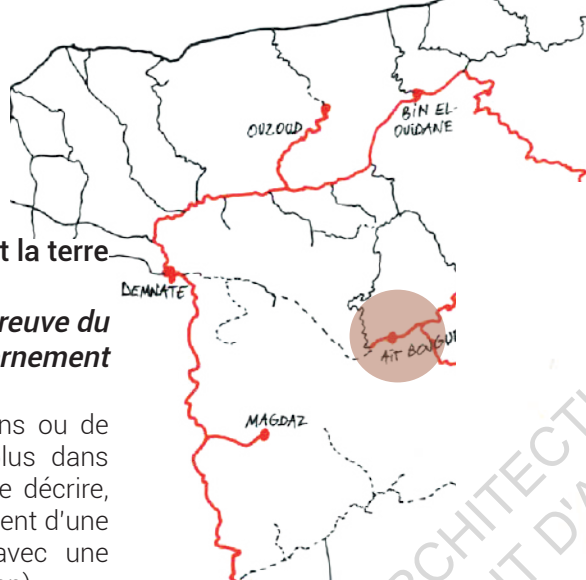 OUZOUD
BIN EL-
OUIDANE
t la terre
DEMNATE
reuve du
rnement
AÏT BOUGU
MAGDAZ
ns ou de
lus dans
e décrire,
ent d'une
avec une